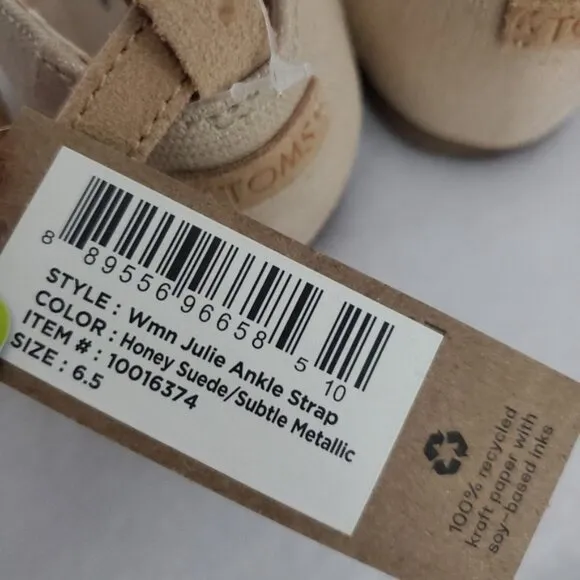 TOMS
TOMS
8 89556 96658 5 10
STYLE : Wmn Julie Ankle Strap
COLOR : Honey Suede/Subtle Metallic
ITEM # : 10016374
SIZE : 6.5
100% recycled
kraft paper with
soy-based inks